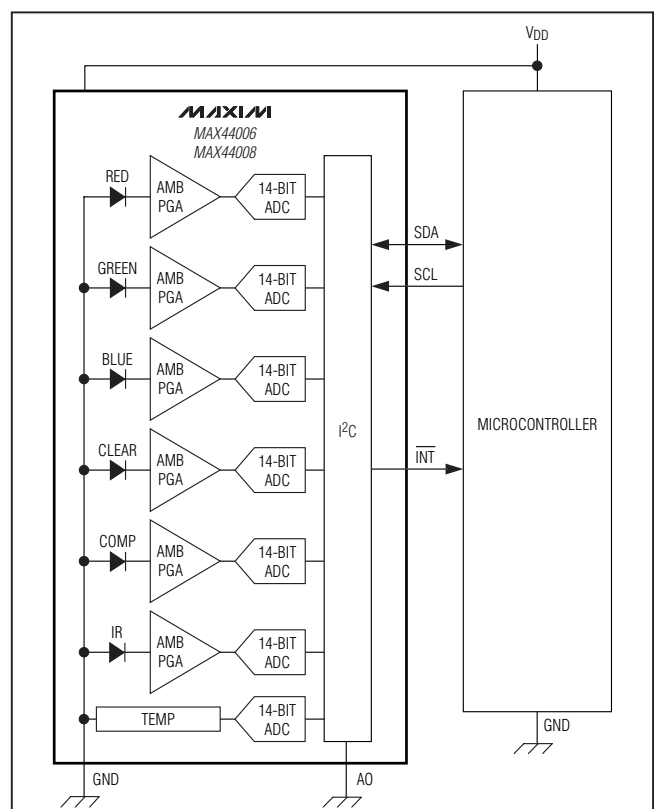 VDD
MAXIM
MAX44006
MAX44008
RED
AMB
PGA
14-BIT
ADC
GREEN
AMB
PGA
14-BIT
ADC
BLUE
AMB
PGA
14-BIT
ADC
CLEAR
AMB
PGA
14-BIT
ADC
COMP
AMB
PGA
14-BIT
ADC
IR
AMB
PGA
14-BIT
ADC
TEMP
14-BIT
ADC
I²C
SDA
SCL
INT
MICROCONTROLLER
GND
A0
GND